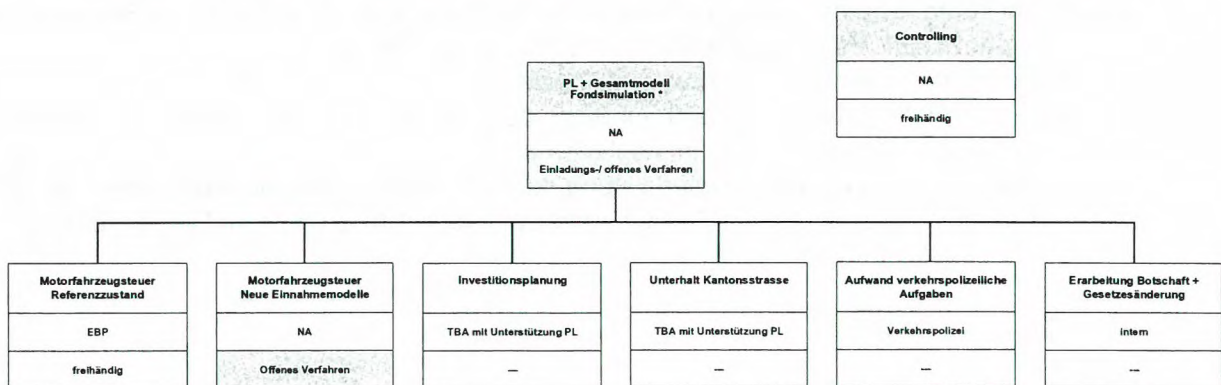 Controlling
NA
freihändig
PL + Gesamtmodell
Fondsimulation *
NA
Einladungs-/ offenes Verfahren
Motorfahrzeugsteuer
Referenzzustand
EBP
freihändig
Motorfahrzeugsteuer
Neue Einnahmemodelle
NA
Offenes Verfahren
Investitionsplanung
TBA mit Unterstützung PL
---
Unterhalt Kantonsstrasse
TBA mit Unterstützung PL
---
Aufwand verkehrspolizeiliche
Aufgaben
Verkehrspolizei
---
Erarbeitung Botschaft +
Gesetzesänderung
intern
---